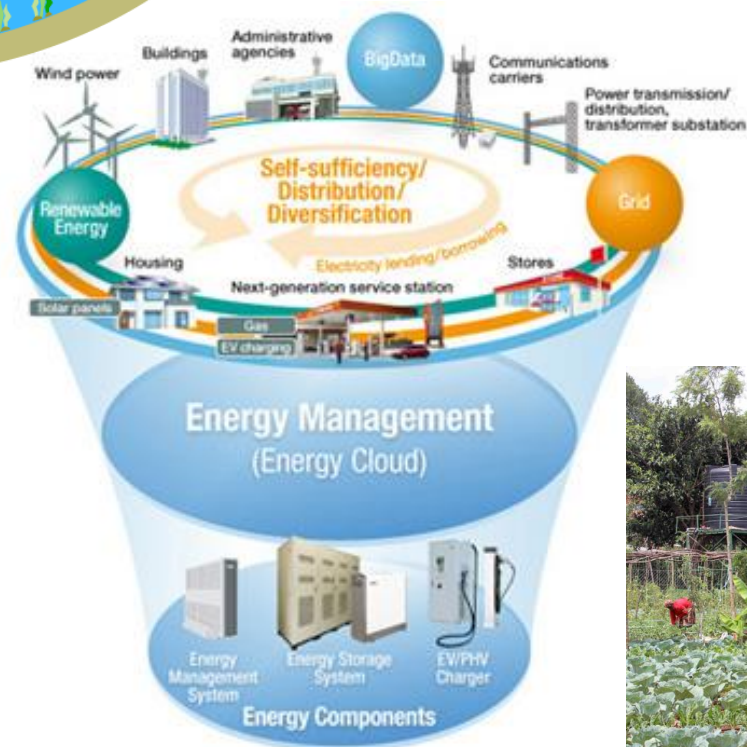 Administrative
agencies
Buildings
BigData
Communications
carriers
Wind power
Power transmission/
distribution,
transformer substation
Self-sufficiency/
Distribution/
Diversification
Renewable
Energy
Grid
Electricity lending/borrowing
Housing
Stores
Next-generation service station
Solar panels
Gas
EV charging
Energy Management
(Energy Cloud)
Energy
Management
System
Energy Storage
System
EV/PHV
Charger
Energy Components